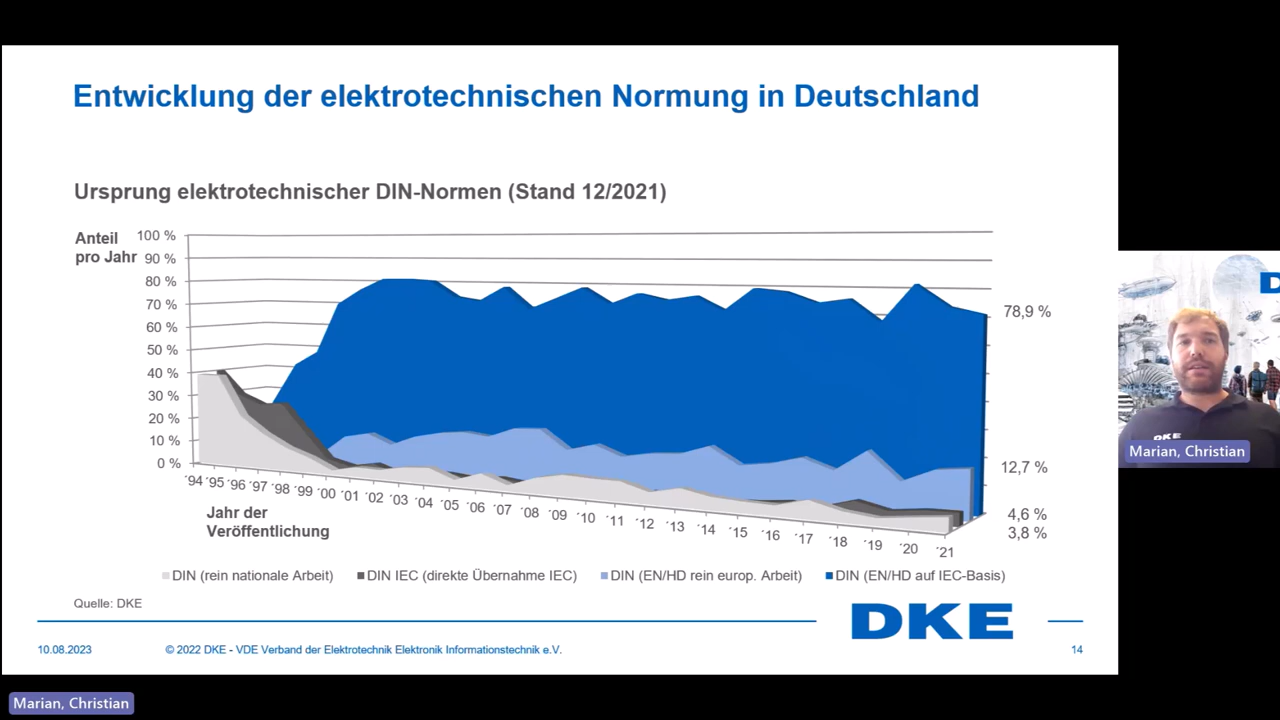 Entwicklung der elektrotechnischen Normung in Deutschland
Ursprung elektrotechnischer DIN-Normen (Stand 12/2021)
Anteil
pro Jahr
100 %
90 %
80 %
70 %
60 %
50 %
40 %
30 %
20 %
10 %
0 %
78,9 %
12,7 %
4,6 %
3,8 %
´94 ´95 ´96 ´97 ´98 ´99 ´00 ´01 ´02 ´03 ´04 ´05 ´06 ´07 ´08 ´09 ´10 ´11 ´12 ´13 ´14 ´15 ´16 ´17 ´18 ´19 ´20 ´21
Jahr der
Veröffentlichung
DIN (rein nationale Arbeit) DIN IEC (direkte Übernahme IEC) DIN (EN/HD rein europ. Arbeit) DIN (EN/HD auf IEC-Basis)
Quelle: DKE
DKE
10.08.2023 © 2022 DKE - VDE Verband der Elektrotechnik Elektronik Informationstechnik e.V. 14
D
DKE
Marian, Christian
Marian, Christian